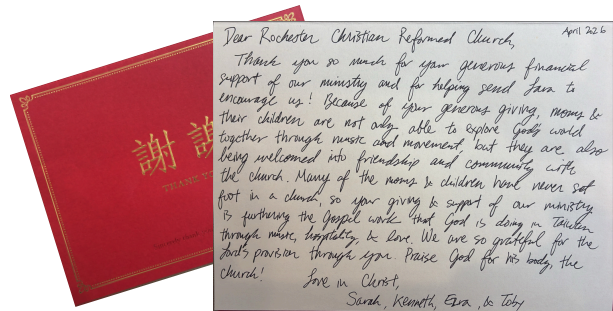 謝謝
THANK YO
April 2026
Dear Rochester Christian Reformed Church,
Thank you so much for your generous financial
support of our ministry and for helping send Lara to
encourage us! Because of your generous giving, moms &
their children are not only able to explore God's world
together through music and movement, but they are also
being welcomed into friendship and community with
the church. Many of the moms & children have never set
foot in a church, so your giving & support of our ministry
is furthering the Gospel work that God is doing in Taiwan
through music, hospitality, & love. We are so grateful for the
Lord's provision through you. Praise God for his body, the
church!
Love in Christ,
Sarah, Kenneth, Ezra, & Toby